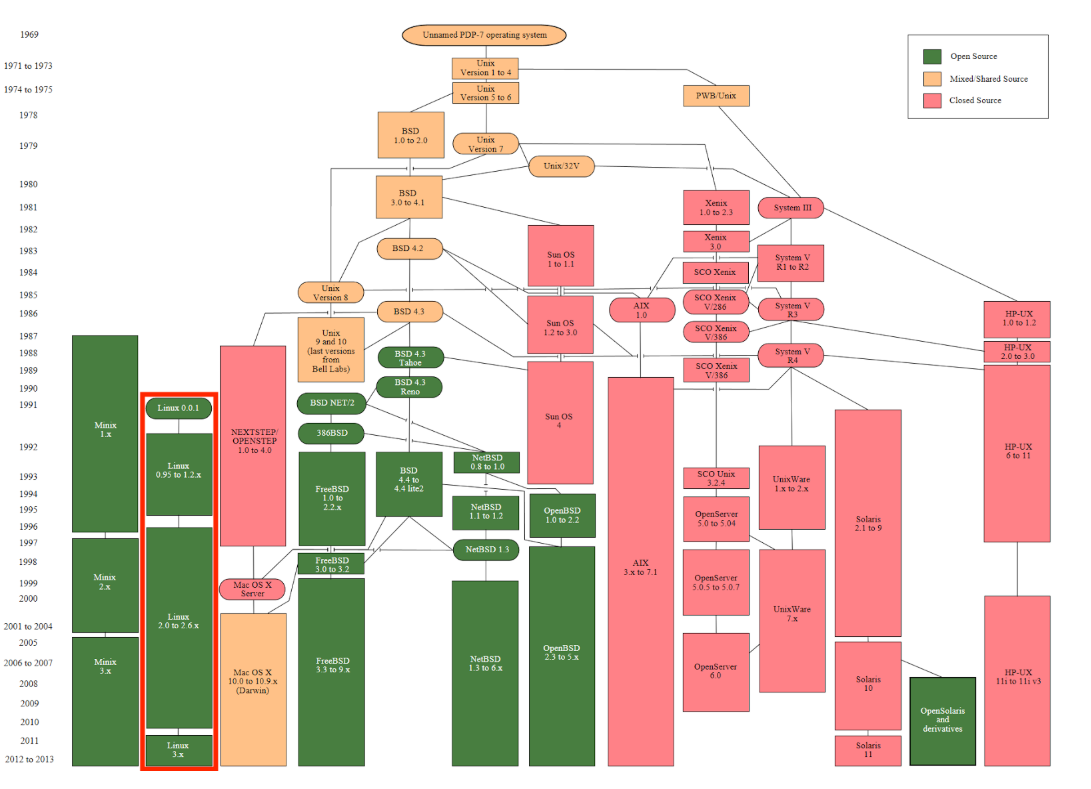 1969
1971 to 1973
1974 to 1975
1978
1979
1980
1981
1982
1983
1984
1985
1986
1987
1988
1989
1990
1991
1992
1993
1994
1995
1996
1997
1998
1999
2000
2001 to 2004
2005
2006 to 2007
2008
2009
2010
2011
2012 to 2013
Open Source
Mixed/Shared Source
Closed Source
Unnamed PDP-7 operating system
Unix
Version 1 to 4
Unix
Version 5 to 6
PWB/Unix
BSD
1.0 to 2.0
Unix
Version 7
Unix/32V
BSD
3.0 to 4.1
Xenix
1.0 to 2.3
System III
Xenix
3.0
BSD 4.2
Sun OS
1 to 1.1
System V
R1 to R2
SCO Xenix
Unix
Version 8
SCO Xenix
V/286
AIX
1.0
System V
R3
HP-UX
1.0 to 1.2
BSD 4.3
Sun OS
1.2 to 3.0
SCO Xenix
V/386
Unix
9 and 10
(last versions
from
Bell Labs)
BSD 4.3
Tahoe
System V
R4
HP-UX
2.0 to 3.0
SCO Xenix
V/386
BSD 4.3
Reno
BSD NET/2
Linux 0.0.1
Minix
1.x
Sun OS
4
386BSD
NEXTSTEP/
OPENSTEP
1.0 to 4.0
HP-UX
6 to 11
Linux
0.95 to 1.2.x
NetBSD
0.8 to 1.0
BSD
4.4 to
4.4 lite2
SCO Unix
3.2.4
UnixWare
1.x to 2.x
FreeBSD
1.0 to
2.2.x
NetBSD
1.1 to 1.2
OpenBSD
1.0 to 2.2
OpenServer
5.0 to 5.04
Solaris
2.1 to 9
NetBSD 1.3
FreeBSD
3.0 to 3.2
AIX
3.x to 7.1
Minix
2.x
Mac OS X
Server
OpenServer
5.0.5 to 5.0.7
Linux
2.0 to 2.6.x
UnixWare
7.x
Minix
3.x
FreeBSD
3.3 to 9.x
NetBSD
1.3 to 6.x
OpenBSD
2.3 to 5.x
Mac OS X
10.0 to 10.9.x
(Darwin)
OpenServer
6.0
Solaris
10
HP-UX
11i to 11i v3
OpenSolaris
and
derivatives
Linux
3.x
Solaris
11